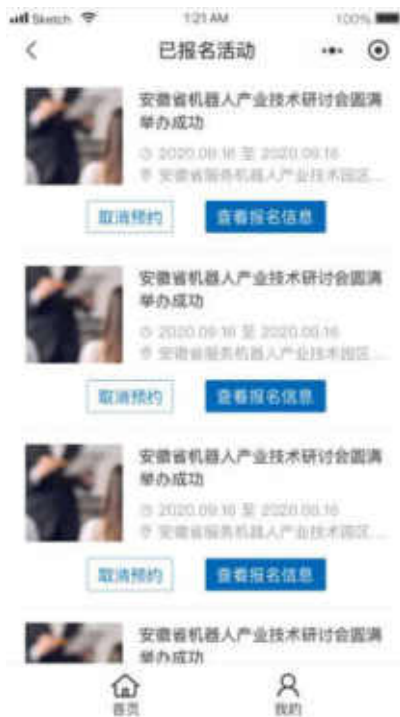 Sketch 1:21 AM 100%
已报名活动
安徽省机器人产业技术研讨会圆满
举办成功
2020.09.16 至 2020.09.16
安徽省服务机器人产业技术园区...
取消预约 查看报名信息
安徽省机器人产业技术研讨会圆满
举办成功
2020.09.16 至 2020.09.16
安徽省服务机器人产业技术园区...
取消预约 查看报名信息
安徽省机器人产业技术研讨会圆满
举办成功
2020.09.16 至 2020.09.16
安徽省服务机器人产业技术园区...
取消预约 查看报名信息
安徽省机器人产业技术研讨会圆满
举办成功
首页 我的